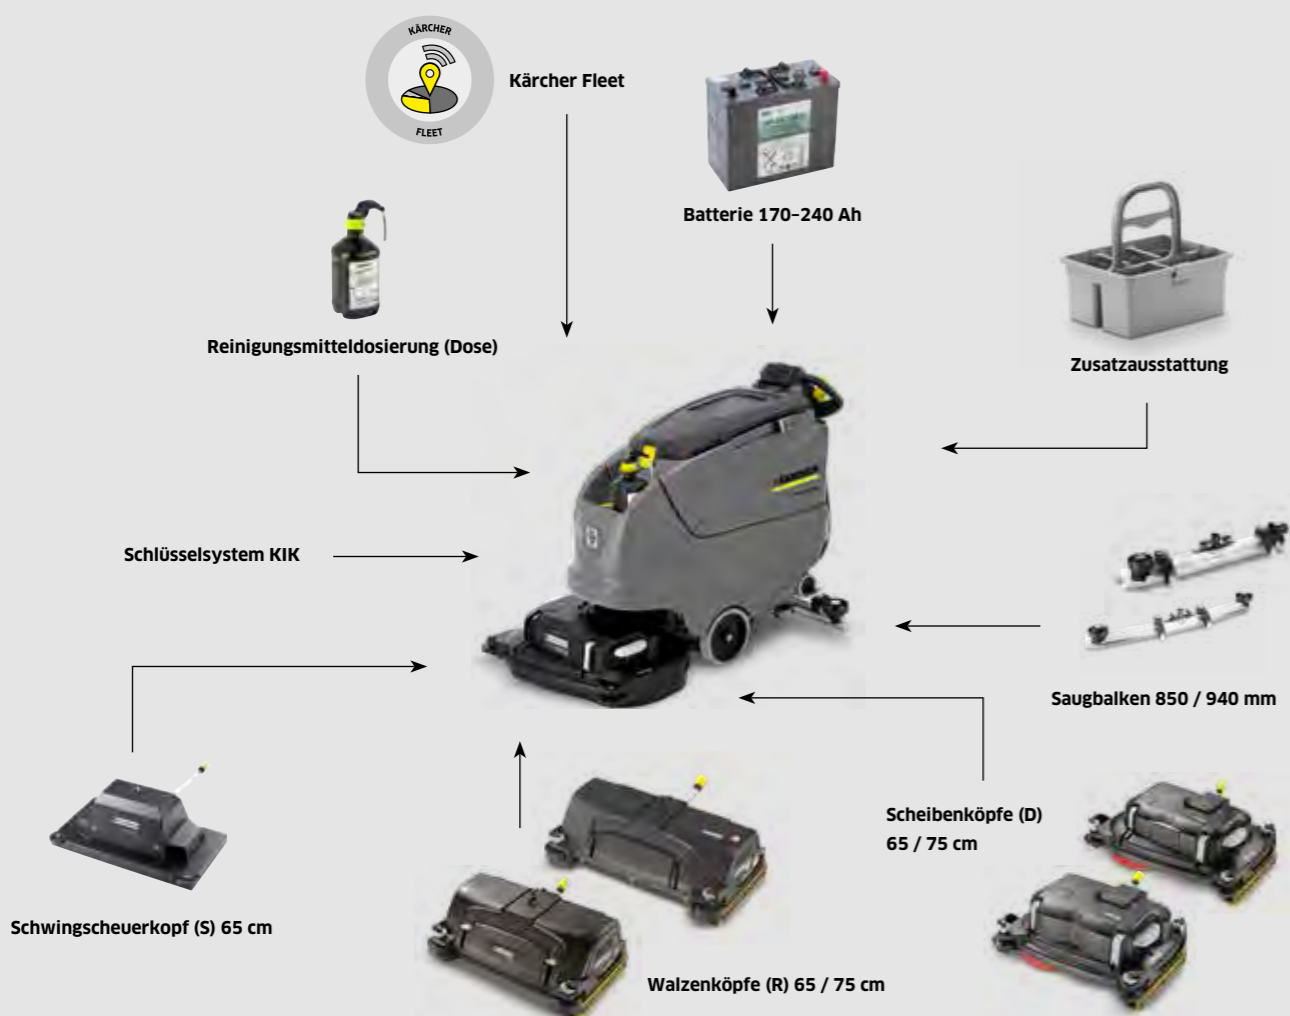 KÄRCHER
FLEET
Kärcher Fleet
Batterie 170–240 Ah
Reinigungsmitteldosierung (Dose)
Zusatzausstattung
Schlüsselsystem KIK
Saugbalken 850 / 940 mm
Scheibenköpfe (D)
65 / 75 cm
Schwingscheuerkopf (S) 65 cm
Walzenköpfe (R) 65 / 75 cm